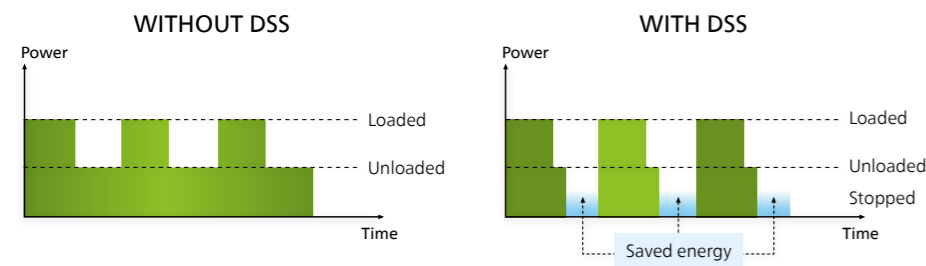 WITHOUT DSS
Power
Loaded
Unloaded
Time
WITH DSS
Power
Loaded
Unloaded
Stopped
Time
Saved energy